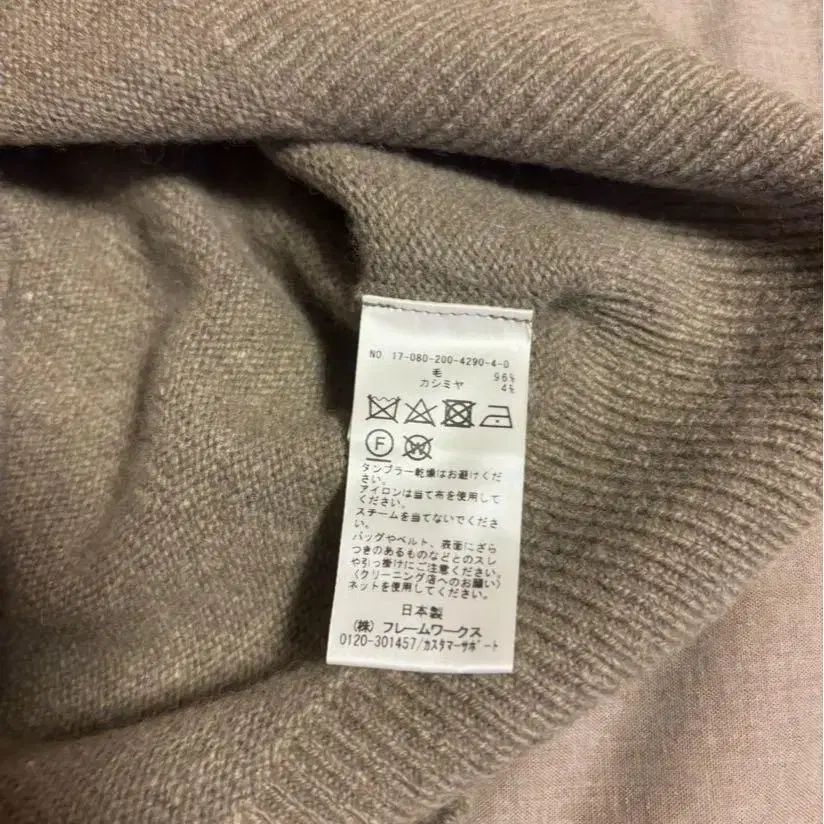 NO 17-080-200-4290-4-0
毛 96%
カシミヤ 4%
F W
タンブラー乾燥はお避けくだ
さい。
アイロンは当て布を使用して
ください。
スチームを当てないでくださ
い。
バッグやベルト、表面にざら
つきのあるものなどとのスレ
や引っ掛けにご注意ください。
(クリーニング店へのお願い)
ネットを使用してください。
日本製
(株) フレームワークス
0120-301457/カスタマーサポート